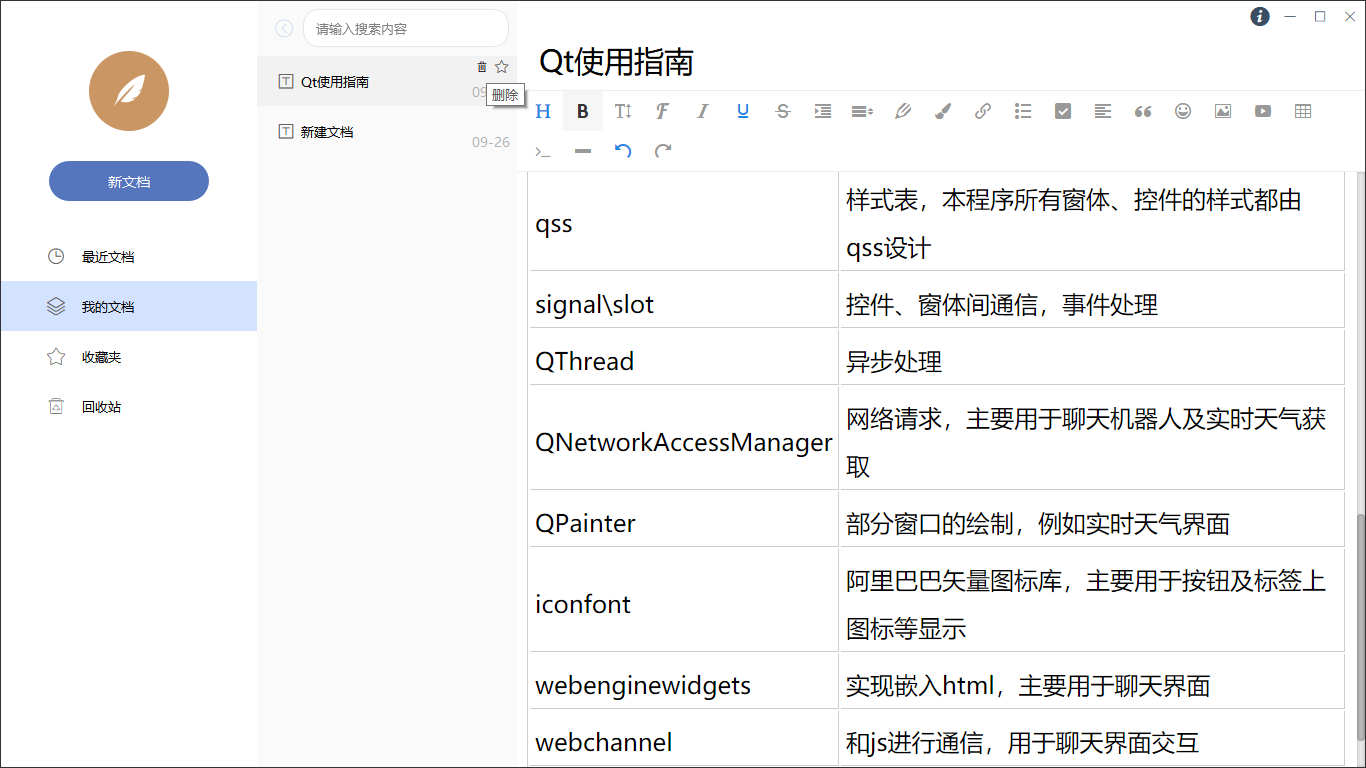 新文档
最近文档
我的文档
收藏夹
回收站
请输入搜索内容
Qt使用指南
删除
新建文档
09-26
Qt使用指南
qss
样式表，本程序所有窗体、控件的样式都由
qss设计
signal\slot
控件、窗体间通信，事件处理
QThread
异步处理
QNetworkAccessManager
网络请求，主要用于聊天机器人及实时天气获
取
QPainter
部分窗口的绘制，例如实时天气界面
iconfont
阿里巴巴矢量图标库，主要用于按钮及标签上
图标等显示
webenginewidgets
实现嵌入html，主要用于聊天界面
webchannel
和js进行通信，用于聊天界面交互